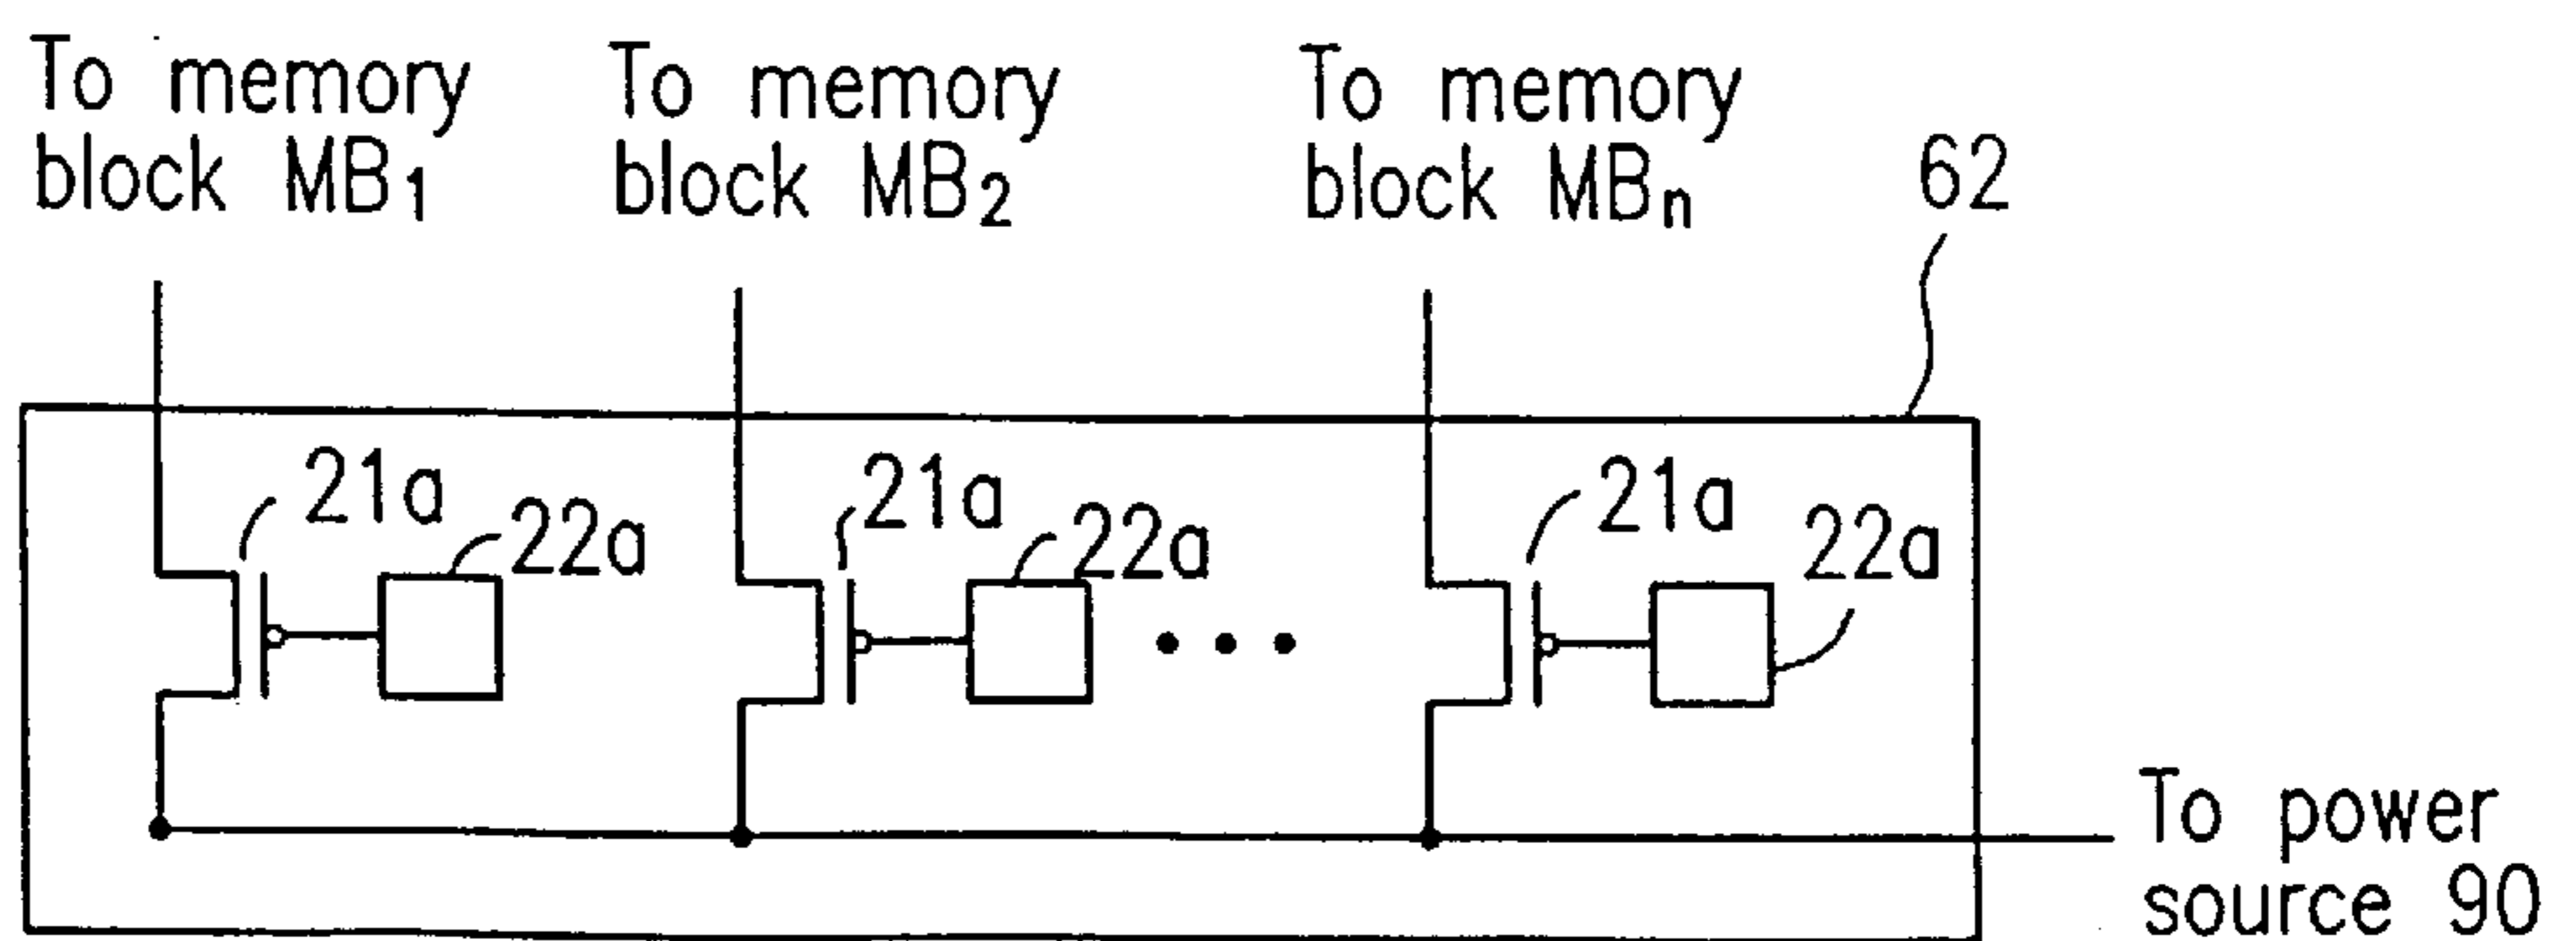 To memory
block MB1
To memory
block MB2
To memory
block MBn
62
21a
22a
21a
22a
21a
22a
To power
source 90